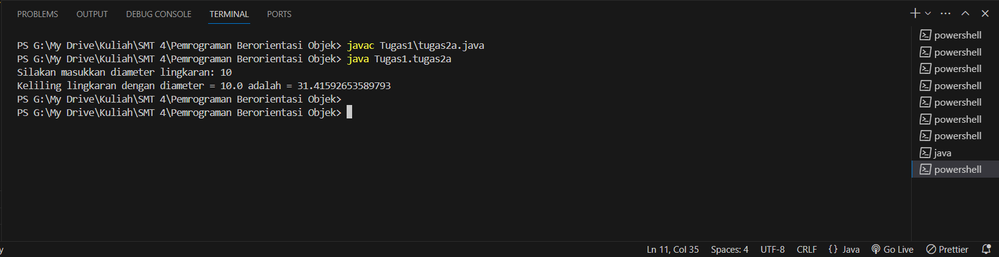 PROBLEMS OUTPUT DEBUG CONSOLE TERMINAL PORTS
PS G:\My Drive\Kuliah\SMT 4\Pemrograman Berorientasi Objek> javac Tugas1\tugas2a.java
PS G:\My Drive\Kuliah\SMT 4\Pemrograman Berorientasi Objek> java Tugas1.tugas2a
Silakan masukkan diameter lingkaran: 10
Keliling lingkaran dengan diameter = 10.0 adalah = 31.41592653589793
PS G:\My Drive\Kuliah\SMT 4\Pemrograman Berorientasi Objek>
PS G:\My Drive\Kuliah\SMT 4\Pemrograman Berorientasi Objek>
powershell
powershell
powershell
powershell
powershell
powershell
powershell
java
powershell
Ln 11, Col 35 Spaces: 4 UTF-8 CRLF {} Java Go Live Prettier